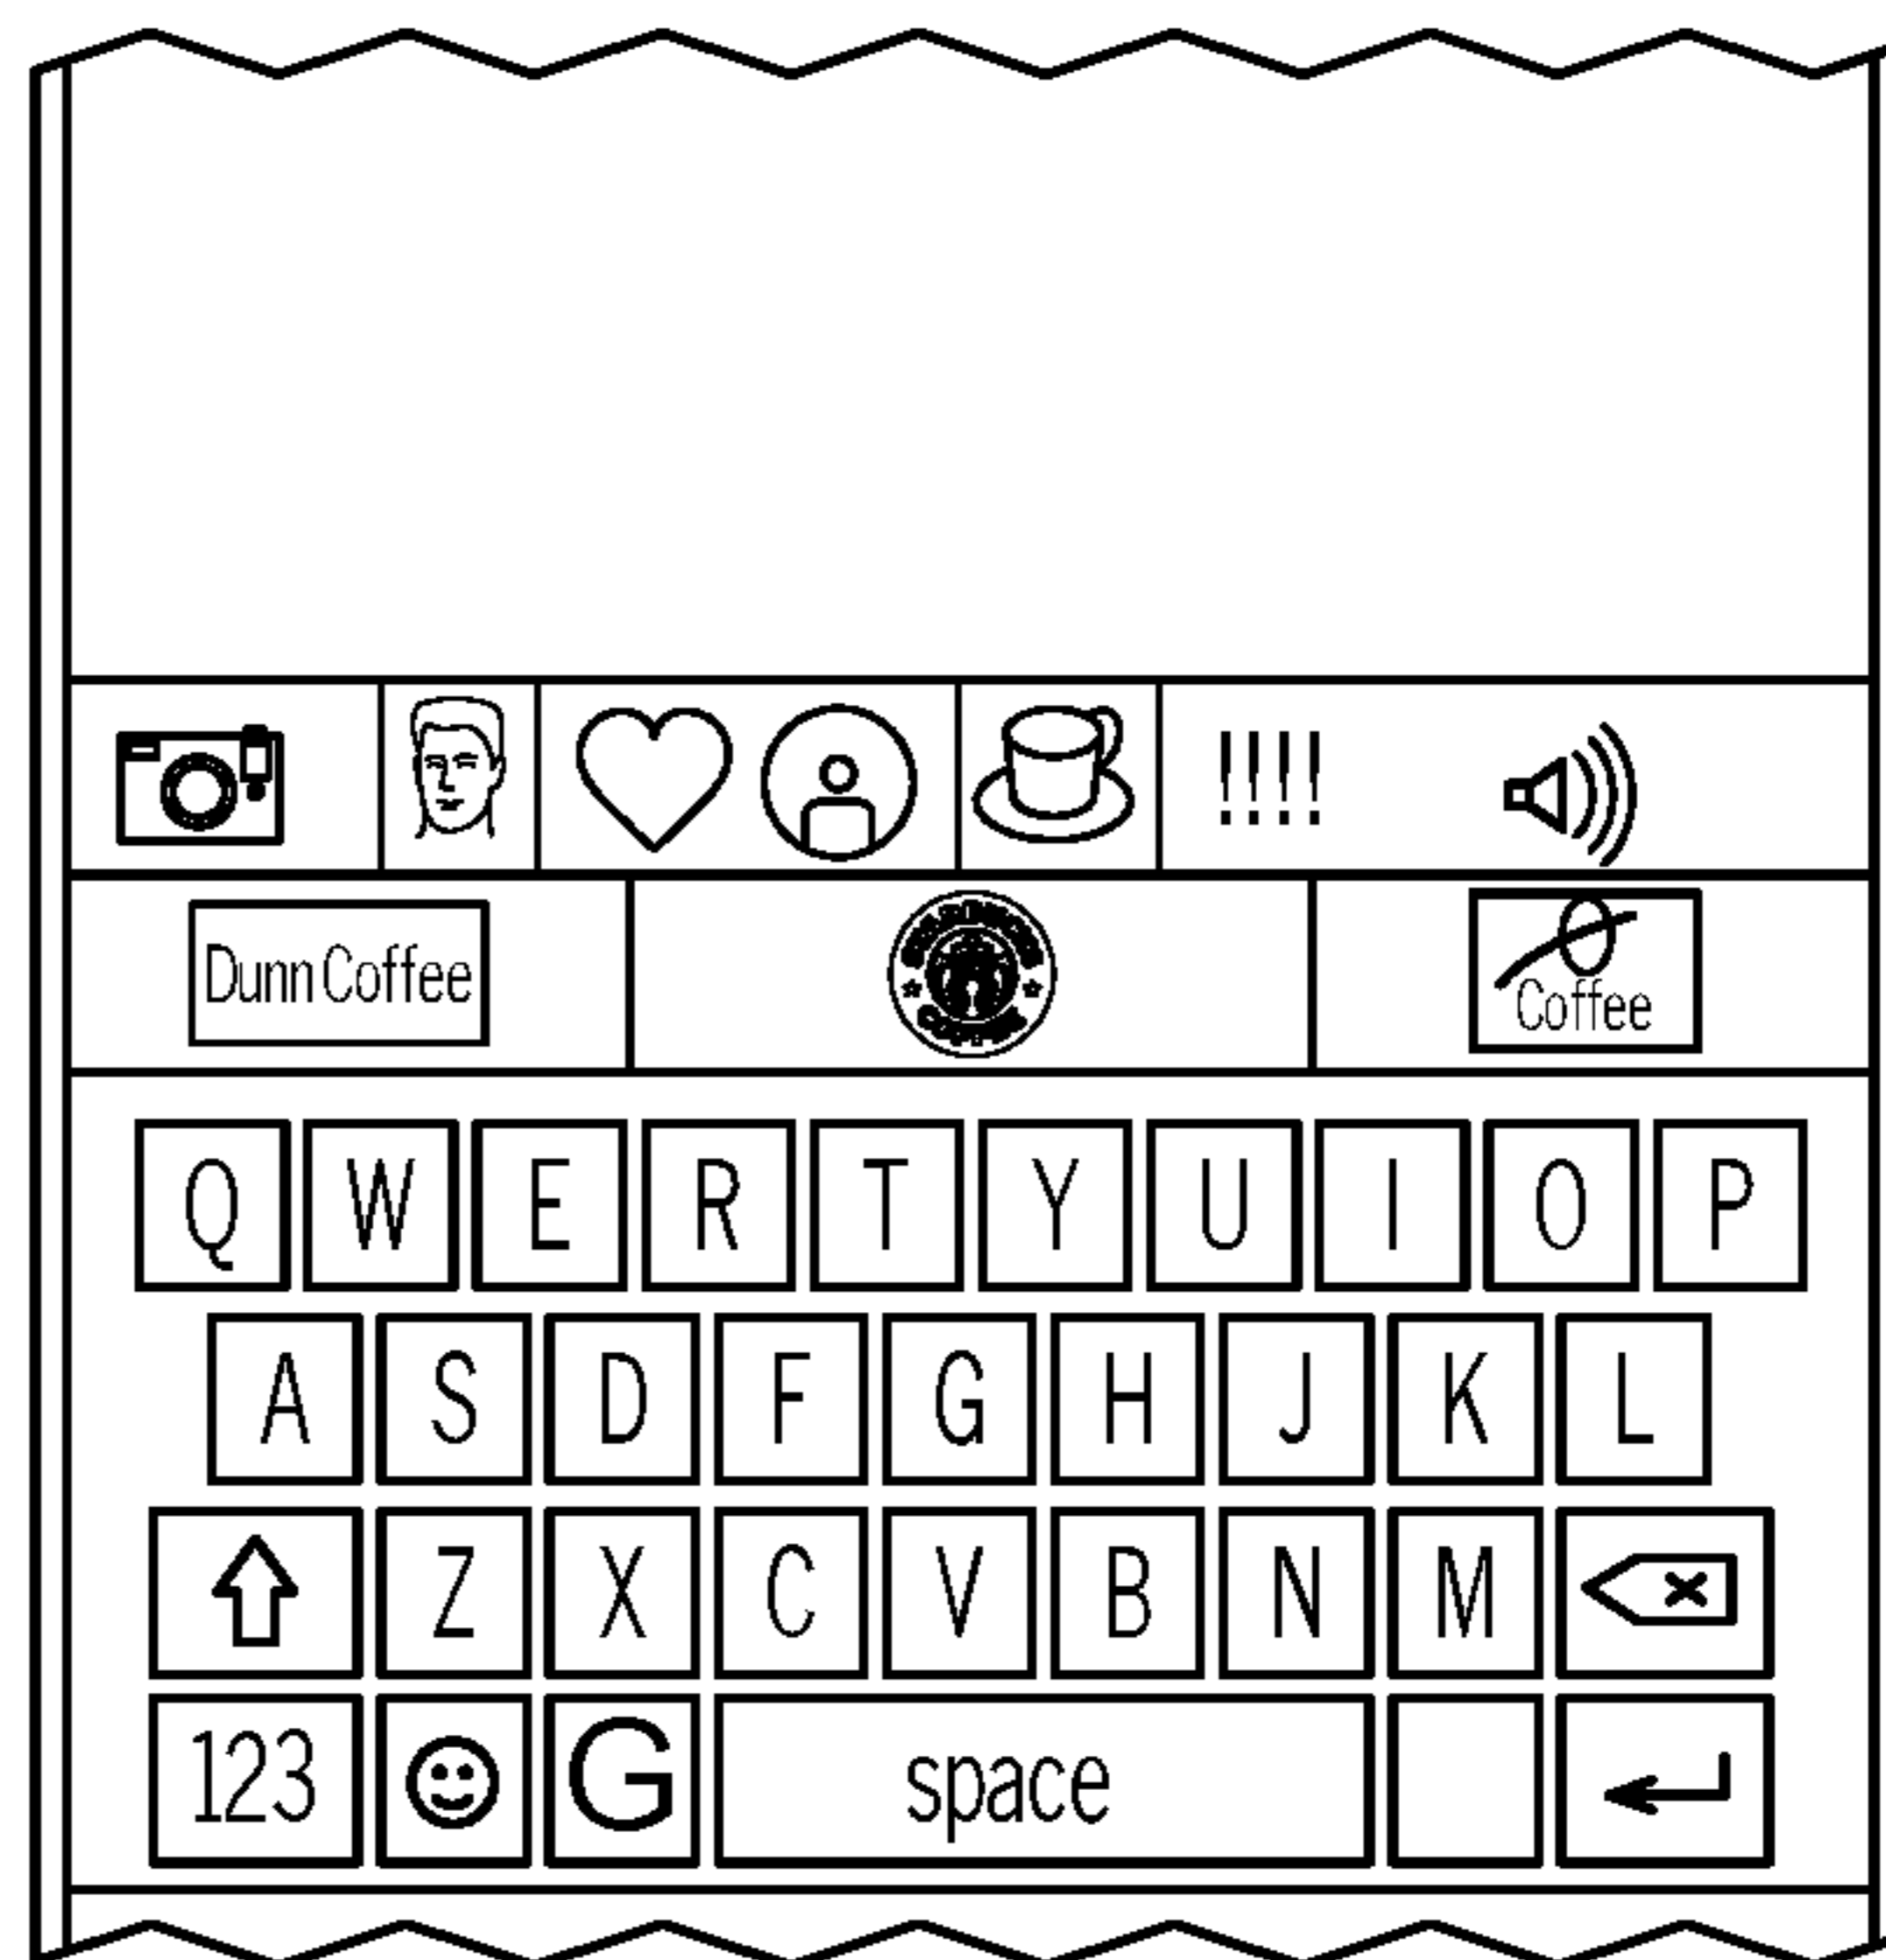 !!!!
Dunn Coffee
Coffee
Q W E R T Y U I O P
A S D F G H J K L
Z X C V B N M
123 G space